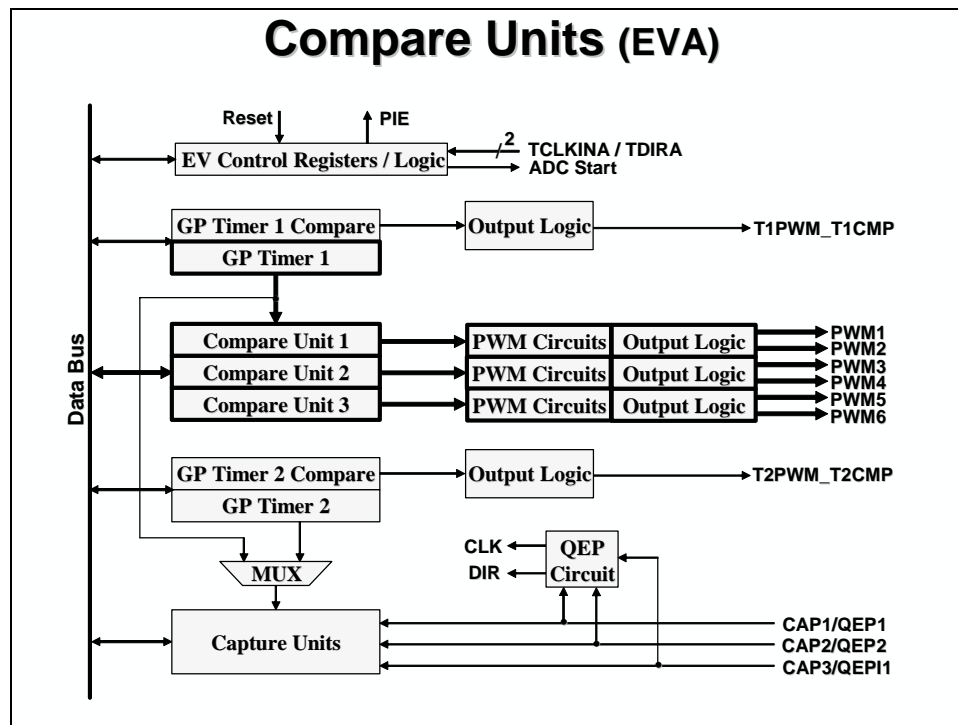 Compare Units (EVA)
Reset
PIE
2
EV Control Registers / Logic
TCLKINA / TDIRA
ADC Start
GP Timer 1 Compare
Output Logic
T1PWM_T1CMP
GP Timer 1
Data Bus
Compare Unit 1
PWM Circuits
Output Logic
PWM1
PWM2
Compare Unit 2
PWM Circuits
Output Logic
PWM3
PWM4
Compare Unit 3
PWM Circuits
Output Logic
PWM5
PWM6
GP Timer 2 Compare
Output Logic
T2PWM_T2CMP
GP Timer 2
MUX
CLK
DIR
QEP
Circuit
Capture Units
CAP1/QEP1
CAP2/QEP2
CAP3/QEPI1